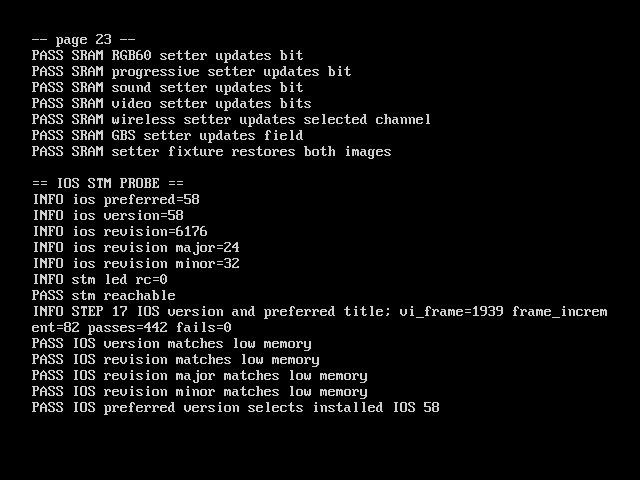 -- page 23 --
PASS SRAM RGB60 setter updates bit
PASS SRAM progressive setter updates bit
PASS SRAM sound setter updates bit
PASS SRAM video setter updates bits
PASS SRAM wireless setter updates selected channel
PASS SRAM GBS setter updates field
PASS SRAM setter fixture restores both images
== IOS STM PROBE ==
INFO ios preferred=58
INFO ios version=58
INFO ios revision=6176
INFO ios revision major=24
INFO ios revision minor=32
INFO stm led rc=0
PASS stm reachable
INFO STEP 17 IOS version and preferred title; vi_frame=1939 frame_increm
ent=82 passes=442 fails=0
PASS IOS version matches low memory
PASS IOS revision matches low memory
PASS IOS revision major matches low memory
PASS IOS revision minor matches low memory
PASS IOS preferred version selects installed IOS 58